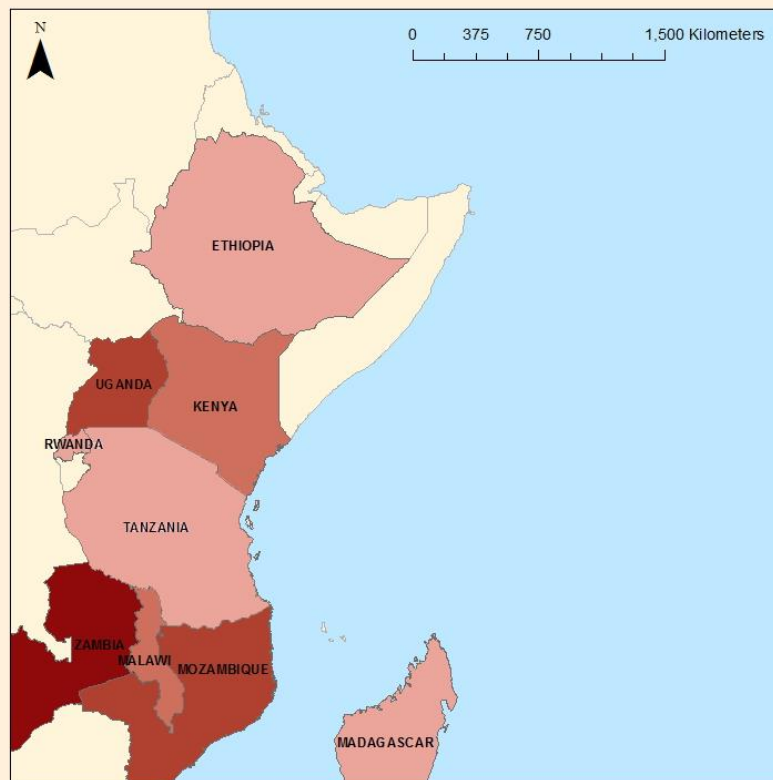 N
0 375 750 1,500 Kilometers
ETHIOPIA
UGANDA
KENYA
RWANDA
TANZANIA
ZAMBIA
MALAWI
MOZAMBIQUE
MADAGASCAR